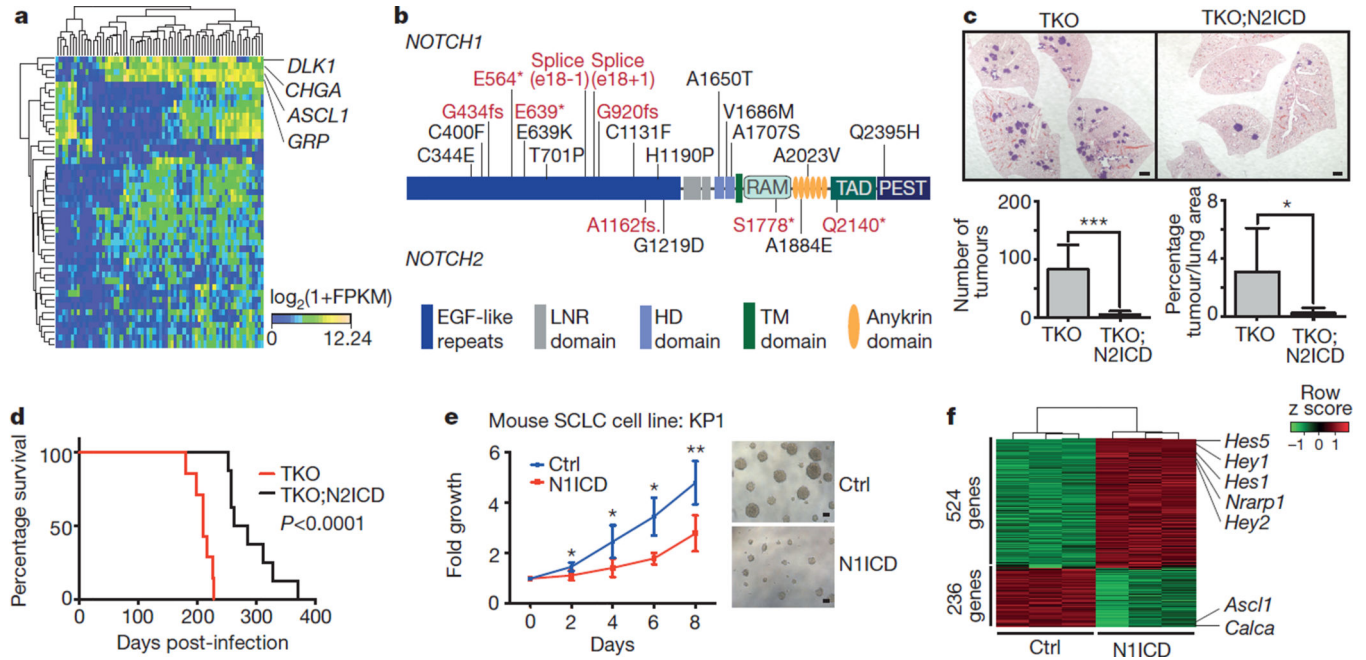 a
DLK1
CHGA
ASCL1
GRP
log2(1+FPKM)
0 12.24
b
NOTCH1
Splice Splice
E564* (e18-1) (e18+1) A1650T
G434fs E639* G920fs V1686M
C400F E639K C1131F A1707S Q2395H
C344E T701P H1190P A2023V
RAM TAD PEST
A1162fs. S1778* Q2140*
G1219D A1884E
NOTCH2
EGF-like repeats
LNR domain
HD domain
TM domain
Anykrin domain
c
TKO TKO;N2ICD
Number of tumours
200
100
0
***
TKO TKO; N2ICD
Percentage tumour/lung area
8
6
4
2
0
*
TKO TKO; N2ICD
d
Percentage survival
100
50
0
TKO
TKO;N2ICD
P<0.0001
0 100 200 300 400
Days post-infection
e Mouse SCLC cell line: KP1
Fold growth
6
4
2
0
Ctrl
N1ICD
* * * **
0 2 4 6 8
Days
Ctrl
N1ICD
f
Row z score
−1 0 1
524 genes
236 genes
Hes5
Hey1
Hes1
Nrarp1
Hey2
Ascl1
Calca
Ctrl N1ICD